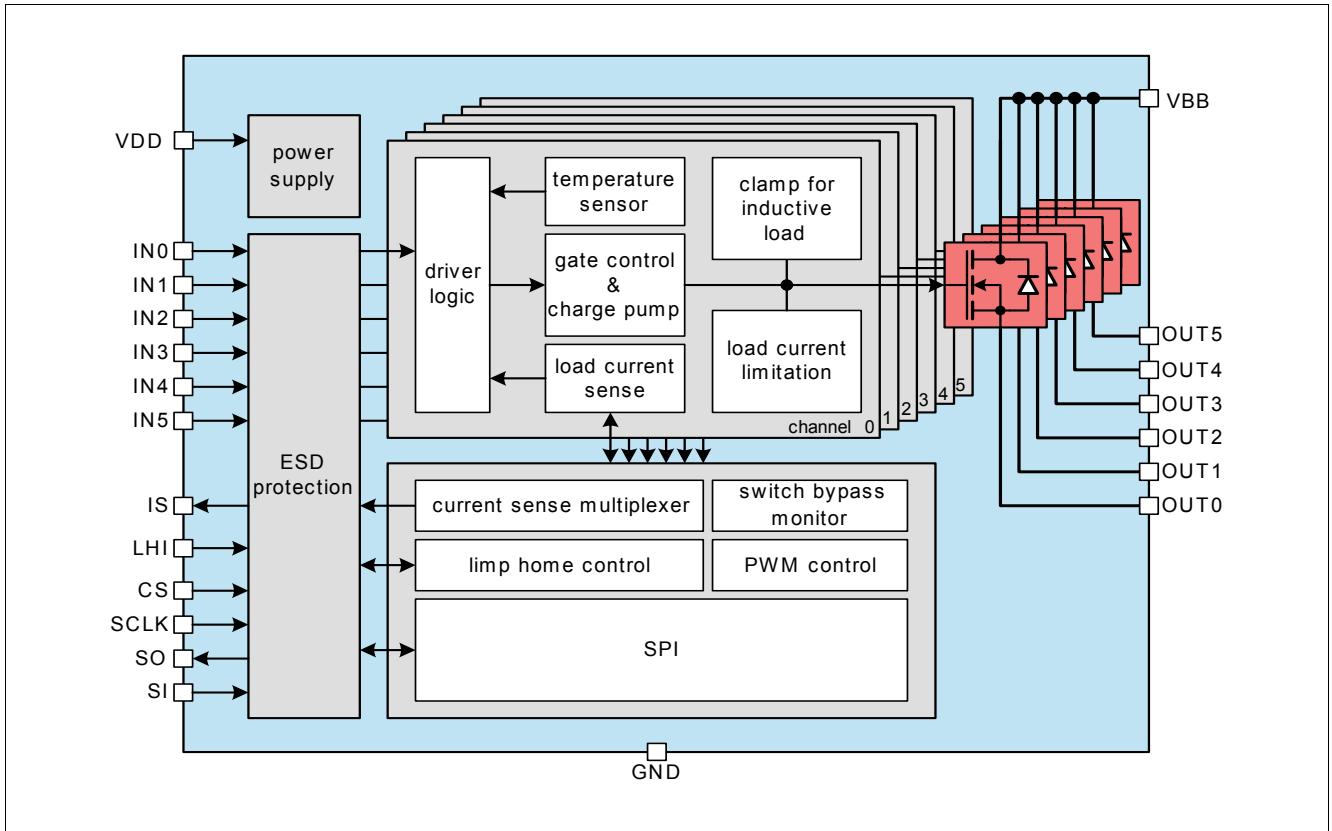 VDD
IN0
IN1
IN2
IN3
IN4
IN5
IS
LHI
CS
SCLK
SO
SI
power
supply
ESD
protection
driver
logic
temperature
sensor
gate control
&
charge pump
load current
sense
clamp for
inductive
load
load current
limitation
channel 0
1
2
3
4
5
current sense multiplexer
switch bypass
monitor
limp home control
PWM control
SPI
VBB
OUT5
OUT4
OUT3
OUT2
OUT1
OUT0
GND